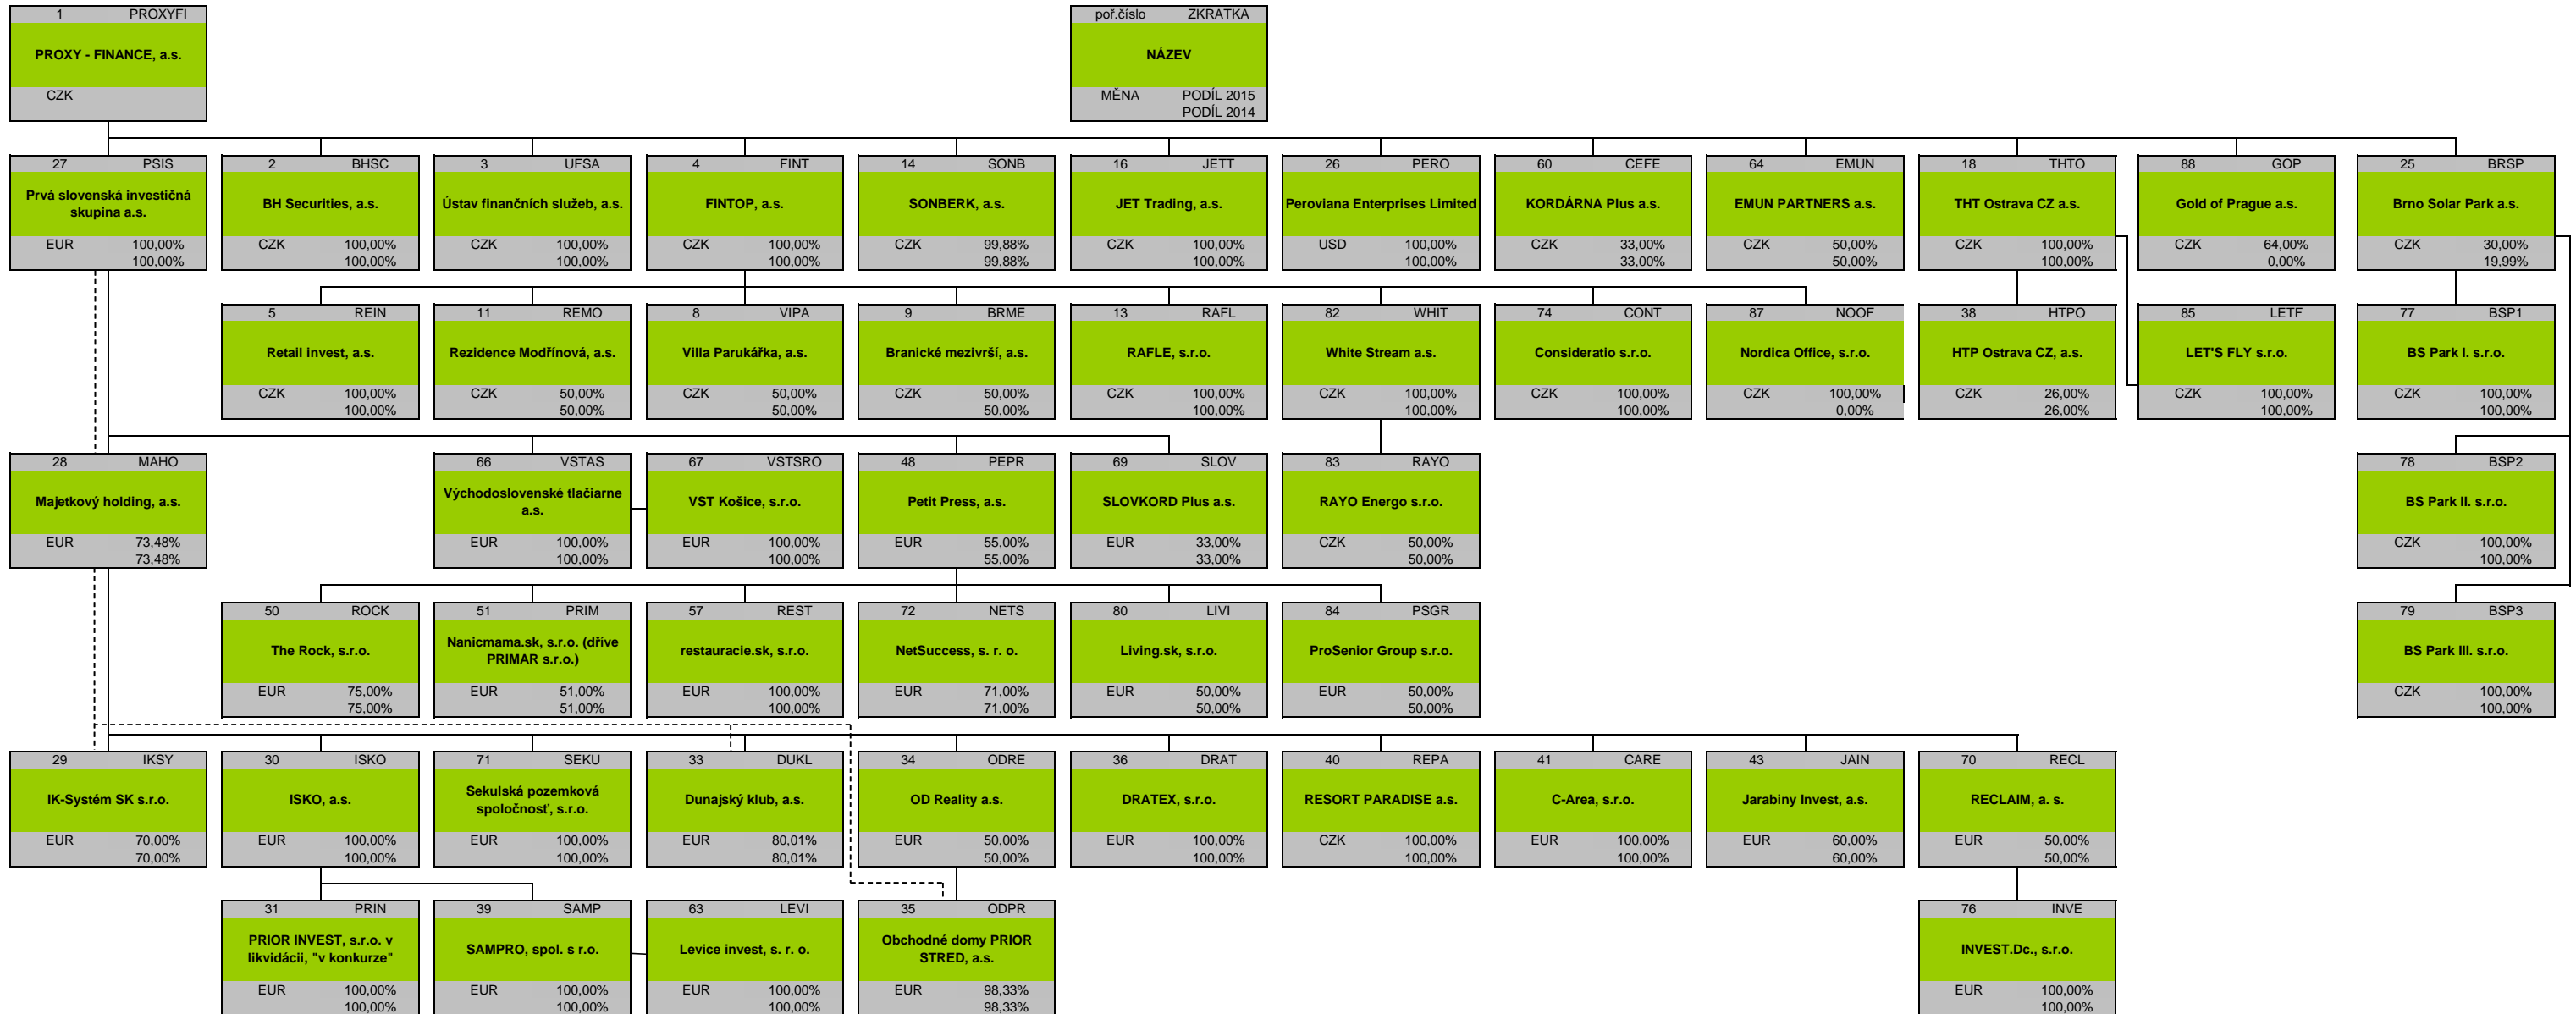 1 PROXYFI
PROXY - FINANCE, a.s.
CZK
poř.číslo ZKRATKA
NÁZEV
MĚNA PODÍL 2015
PODÍL 2014
27 PSIS
Prvá slovenská investičná
skupina a.s.
EUR 100,00%
100,00%
2 BHSC
BH Securities, a.s.
CZK 100,00%
100,00%
3 UFSA
Ústav finančních služeb, a.s.
CZK 100,00%
100,00%
4 FINT
FINTOP, a.s.
CZK 100,00%
100,00%
14 SONB
SONBERK, a.s.
CZK 99,88%
99,88%
16 JETT
JET Trading, a.s.
CZK 100,00%
100,00%
26 PERO
Peroviana Enterprises Limited
USD 100,00%
100,00%
60 CEFE
KORDÁRNA Plus a.s.
CZK 33,00%
33,00%
64 EMUN
EMUN PARTNERS a.s.
CZK 50,00%
50,00%
18 THTO
THT Ostrava CZ a.s.
CZK 100,00%
100,00%
88 GOP
Gold of Prague a.s.
CZK 64,00%
0,00%
25 BRSP
Brno Solar Park a.s.
CZK 30,00%
19,99%
5 REIN
Retail invest, a.s.
CZK 100,00%
100,00%
11 REMO
Rezidence Modřínová, a.s.
CZK 50,00%
50,00%
8 VIPA
Villa Parukářka, a.s.
CZK 50,00%
50,00%
9 BRME
Branické mezivrší, a.s.
CZK 50,00%
50,00%
13 RAFL
RAFLE, s.r.o.
CZK 100,00%
100,00%
82 WHIT
White Stream a.s.
CZK 100,00%
100,00%
74 CONT
Consideratio s.r.o.
CZK 100,00%
100,00%
87 NOOF
Nordica Office, s.r.o.
CZK 100,00%
0,00%
38 HTPO
HTP Ostrava CZ, a.s.
CZK 26,00%
26,00%
85 LETF
LET'S FLY s.r.o.
CZK 100,00%
100,00%
77 BSP1
BS Park I. s.r.o.
CZK 100,00%
100,00%
28 MAHO
Majetkový holding, a.s.
EUR 73,48%
73,48%
66 VSTAS
Východoslovenské tlačiarne
a.s.
EUR 100,00%
100,00%
67 VSTSRO
VST Košice, s.r.o.
EUR 100,00%
100,00%
48 PEPR
Petit Press, a.s.
EUR 55,00%
55,00%
69 SLOV
SLOVKORD Plus a.s.
EUR 33,00%
33,00%
83 RAYO
RAYO Energo s.r.o.
CZK 50,00%
50,00%
78 BSP2
BS Park II. s.r.o.
CZK 100,00%
100,00%
50 ROCK
The Rock, s.r.o.
EUR 75,00%
75,00%
51 PRIM
Nanicmama.sk, s.r.o. (dříve
PRIMAR s.r.o.)
EUR 51,00%
51,00%
57 REST
restauracie.sk, s.r.o.
EUR 100,00%
100,00%
72 NETS
NetSuccess, s. r. o.
EUR 71,00%
71,00%
80 LIVI
Living.sk, s.r.o.
EUR 50,00%
50,00%
84 PSGR
ProSenior Group s.r.o.
EUR 50,00%
50,00%
79 BSP3
BS Park III. s.r.o.
CZK 100,00%
100,00%
29 IKSY
IK-Systém SK s.r.o.
EUR 70,00%
70,00%
30 ISKO
ISKO, a.s.
EUR 100,00%
100,00%
71 SEKU
Sekulská pozemková
spoločnosť, s.r.o.
EUR 100,00%
100,00%
33 DUKL
Dunajský klub, a.s.
EUR 80,01%
80,01%
34 ODRE
OD Reality a.s.
EUR 50,00%
50,00%
36 DRAT
DRATEX, s.r.o.
EUR 100,00%
100,00%
40 REPA
RESORT PARADISE a.s.
CZK 100,00%
100,00%
41 CARE
C-Area, s.r.o.
EUR 100,00%
100,00%
43 JAIN
Jarabiny Invest, a.s.
EUR 60,00%
60,00%
70 RECL
RECLAIM, a. s.
EUR 50,00%
50,00%
31 PRIN
PRIOR INVEST, s.r.o. v
likvidácii, "v konkurze"
EUR 100,00%
100,00%
39 SAMP
SAMPRO, spol. s r.o.
EUR 100,00%
100,00%
63 LEVI
Levice invest, s. r. o.
EUR 100,00%
100,00%
35 ODPR
Obchodné domy PRIOR
STRED, a.s.
EUR 98,33%
98,33%
76 INVE
INVEST.Dc., s.r.o.
EUR 100,00%
100,00%